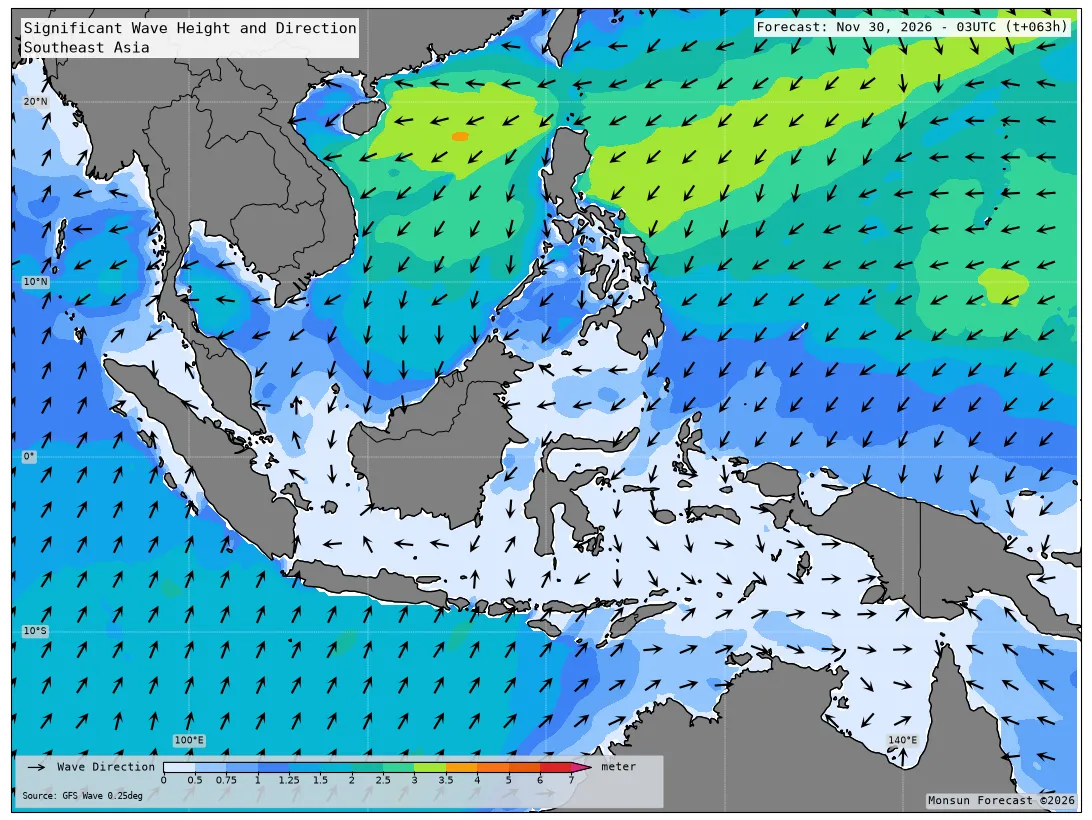 Significant Wave Height and Direction
Southeast Asia
Forecast: Nov 30, 2026 - 03UTC (t+063h)
20°N
10°N
0°
10°S
100°E
140°E
Wave Direction
meter
0 0.5 0.75 1 1.25 1.5 2 2.5 3 3.5 4 5 6 7
Source: GFS Wave 0.25deg
Monsun Forecast ©2026